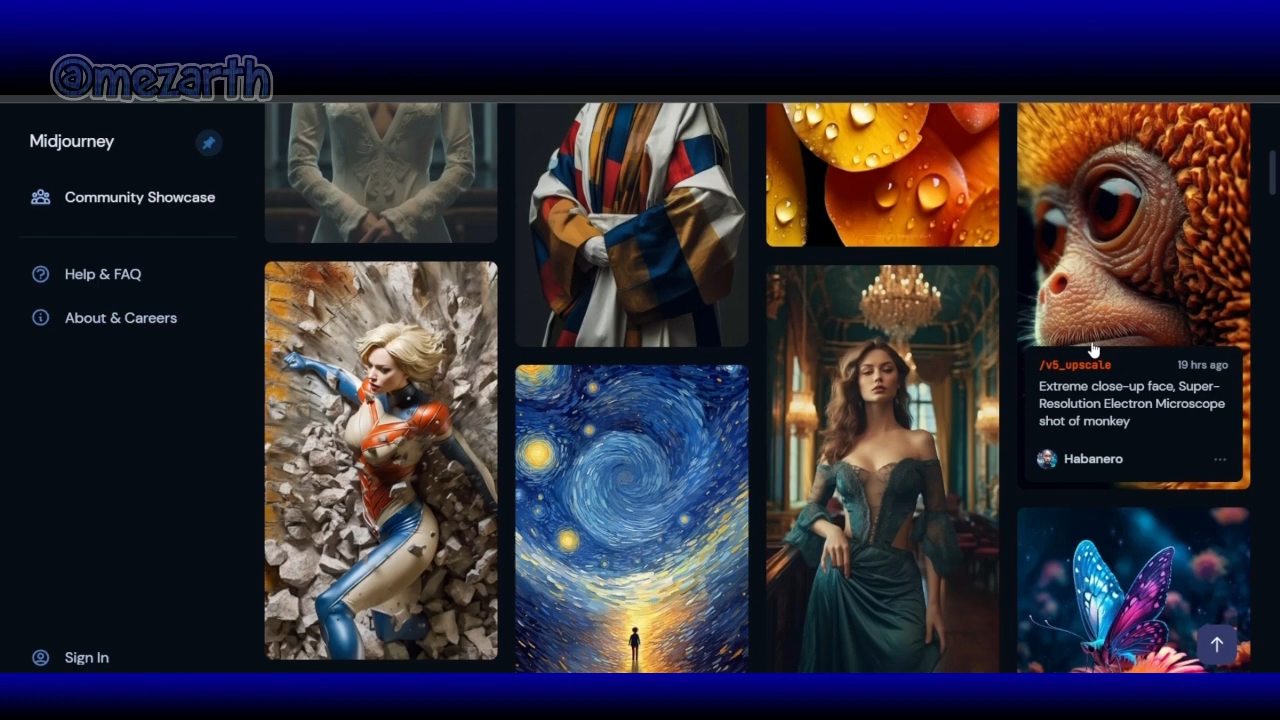 @mezarth
Midjourney
Community Showcase
Help & FAQ
About & Careers
Sign In
/v5_upscale
19 hrs ago
Extreme close-up face, Super-
Resolution Electron Microscope
shot of monkey
Habanero